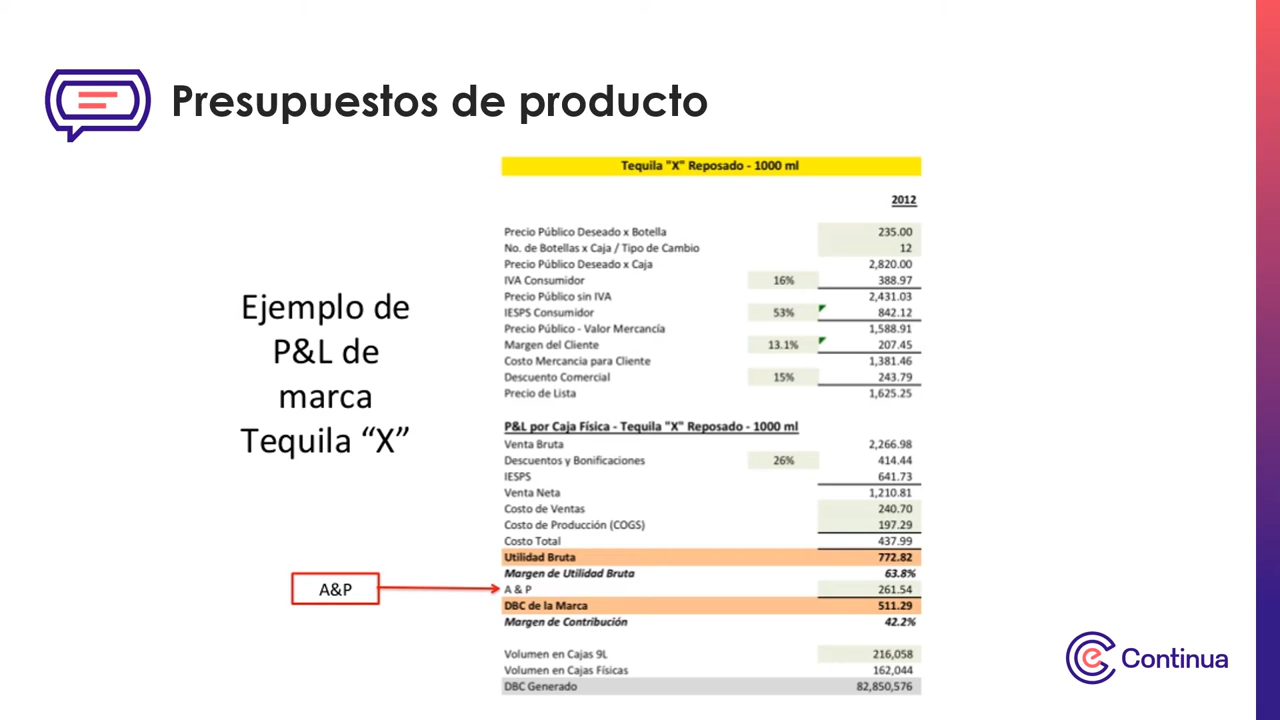 Presupuestos de producto
Tequila "X" Reposado - 1000 ml
2012
Precio Público Deseado x Botella 235.00
No. de Botellas x Caja / Tipo de Cambio 12
Precio Público Deseado x Caja 2,820.00
IVA Consumidor 16% 388.97
Precio Público sin IVA 2,431.03
IESPS Consumidor 53% 842.12
Precio Público - Valor Mercancía 1,588.91
Margen del Cliente 13.1% 207.45
Costo Mercancia para Cliente 1,381.46
Descuento Comercial 15% 243.79
Precio de Lista 1,625.25
Ejemplo de
P&L de
marca
Tequila “X”
P&L por Caja Física - Tequila "X" Reposado - 1000 ml
Venta Bruta 2,266.98
Descuentos y Bonificaciones 26% 414.44
IESPS 641.73
Venta Neta 1,210.81
Costo de Ventas 240.70
Costo de Producción (COGS) 197.29
Costo Total 437.99
Utilidad Bruta 772.82
Margen de Utilidad Bruta 63.8%
A&P
A & P 261.54
DBC de la Marca 511.29
Margen de Contribución 42.2%
Volumen en Cajas 9L 216,058
Volumen en Cajas Físicas 162,044
DBC Generado 82,850,576
Continua